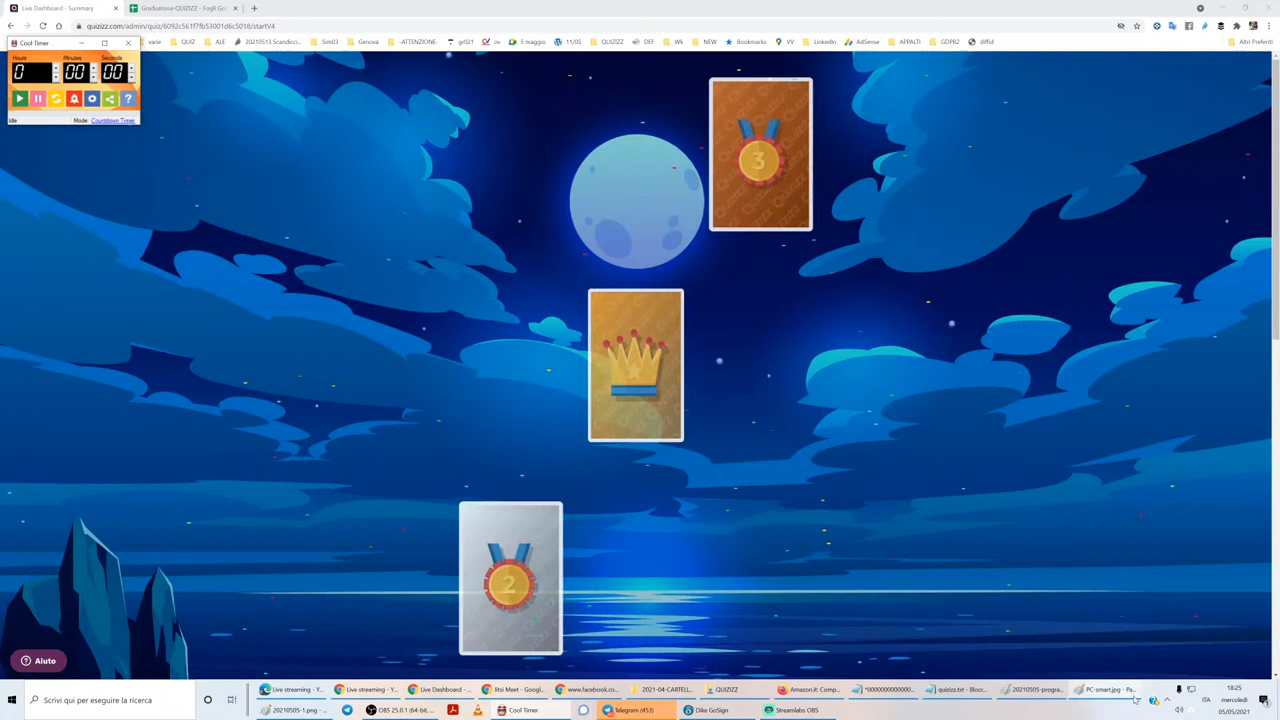 Live Dashboard - Summary
Graduatoria-QUIZIZZ - Fogli Go
quizizz.com/admin/quiz/6092c561f7fb53001d6c5018/startV4
varie
QUIZ
ALE
20210513 Scandicci...
Sim03
Genova
-ATTENZIONE-
gr021
ov
5 maggio
11/05
QUIZIZZ
DEF
Wk
NEW
Bookmarks
VV
LinkedIn
AdSense
APPALTI
GDPR2
diffid
Altri Preferiti
Cool Timer
Hours
Minutes
Seconds
0
00
00
Idle
Mode:
Countdown Timer
3
2
Aiuto
Scrivi qui per eseguire la ricerca
Live streaming - Y...
Live streaming - Y...
Live Dashboard - ...
Jitsi Meet - Googl...
www.facebook.co...
2021-04-CARTELL...
QUIZIZZ
Amazon.it: Comp...
*0000000000000...
quizizz.txt - Blocc...
20210505-progra...
PC-smart.jpg - Pa...
20210505-1.png - ...
OBS 25.0.1 (64-bit, ...
Cool Timer
Telegram (453)
Dike GoSign
Streamlabs OBS
ITA
18:25
mercoledì
05/05/2021